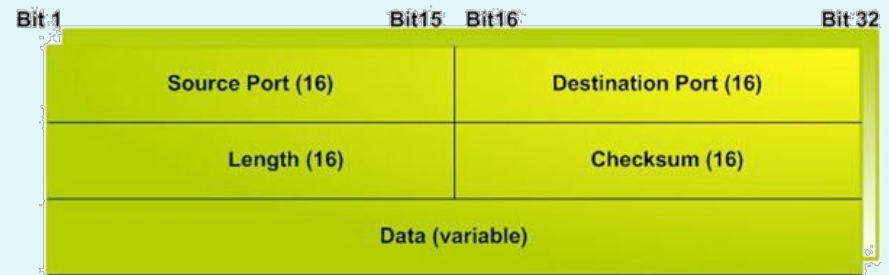 Bit 1 Bit15 Bit16 Bit 32
Source Port (16) Destination Port (16)
Length (16) Checksum (16)
Data (variable)